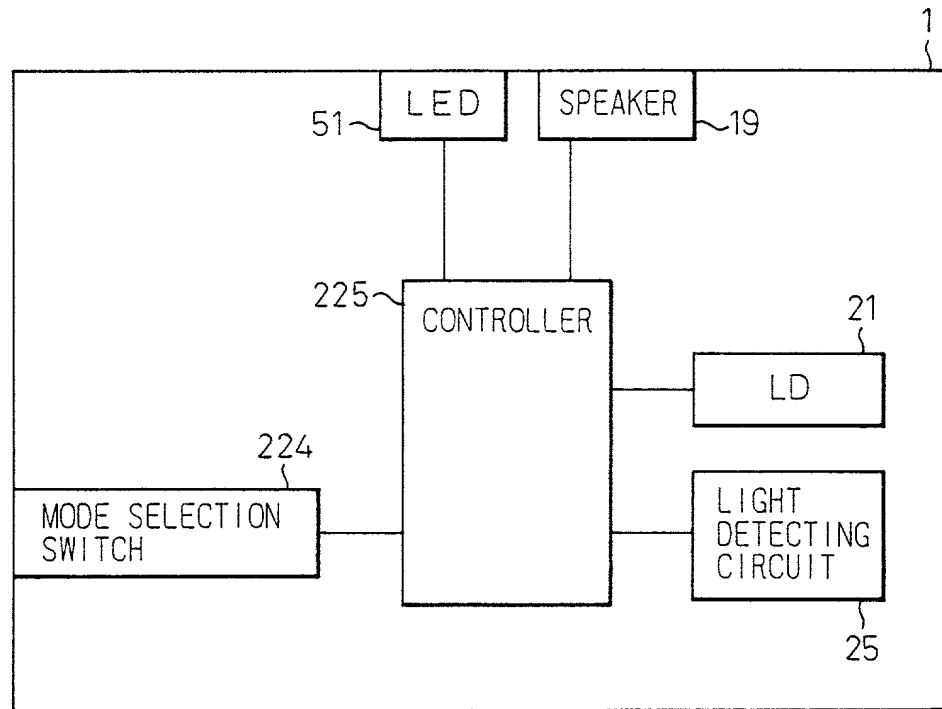 1
LED
SPEAKER
51
19
225
CONTROLLER
21
LD
224
MODE SELECTION
SWITCH
LIGHT
DETECTING
CIRCUIT
25